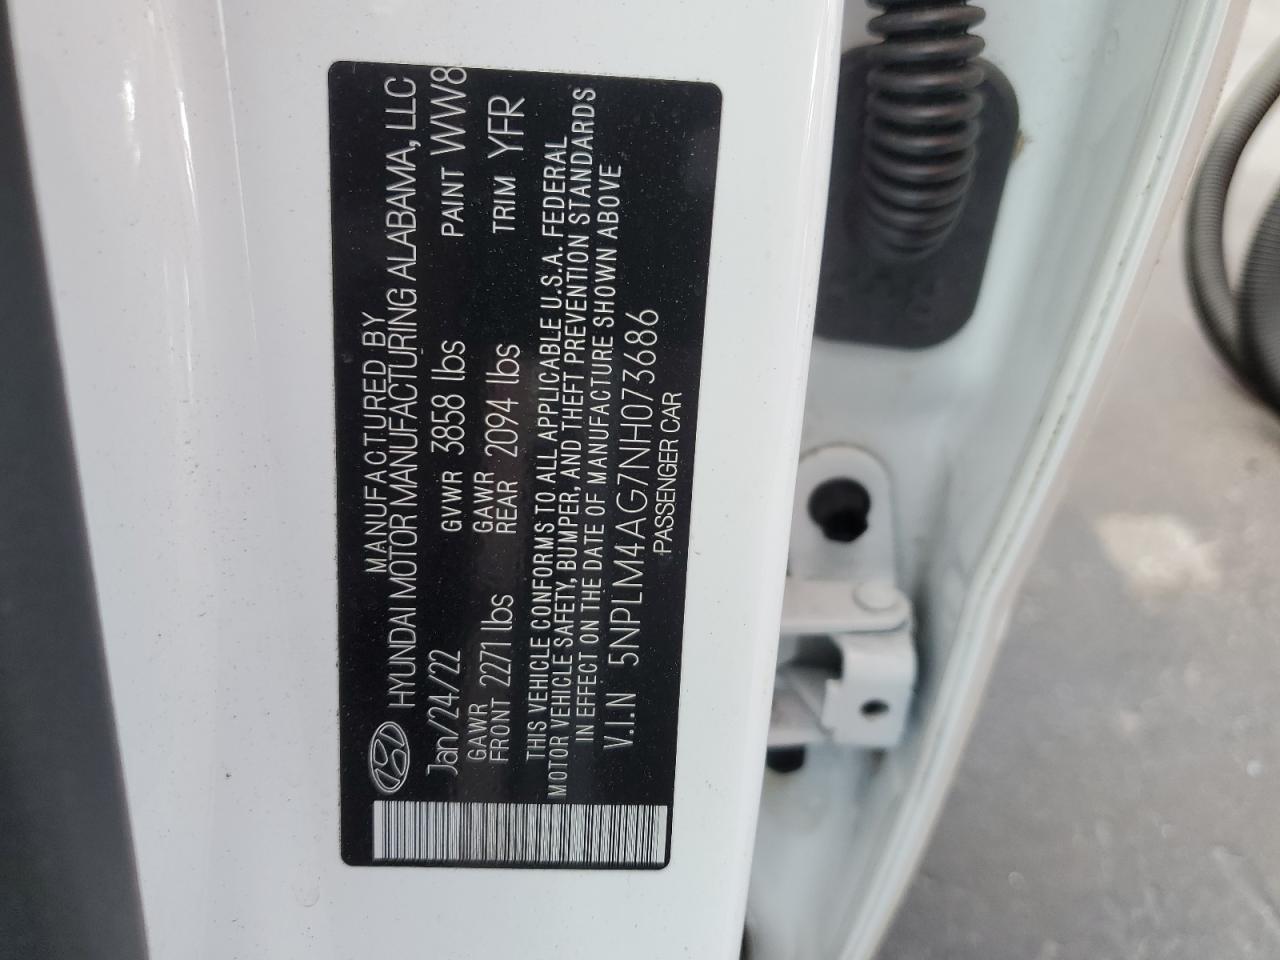 MANUFACTURED BY
HYUNDAI MOTOR MANUFACTURING ALABAMA, LLC
Jan/24/22 GVWR 3858 lbs PAINT WW8
GAWR FRONT 2271 lbs GAWR REAR 2094 lbs TRIM YFR
THIS VEHICLE CONFORMS TO ALL APPLICABLE U.S.A. FEDERAL
MOTOR VEHICLE SAFETY, BUMPER, AND THEFT PREVENTION STANDARDS
IN EFFECT ON THE DATE OF MANUFACTURE SHOWN ABOVE
V.I.N 5NPLM4AG7NH073686
PASSENGER CAR